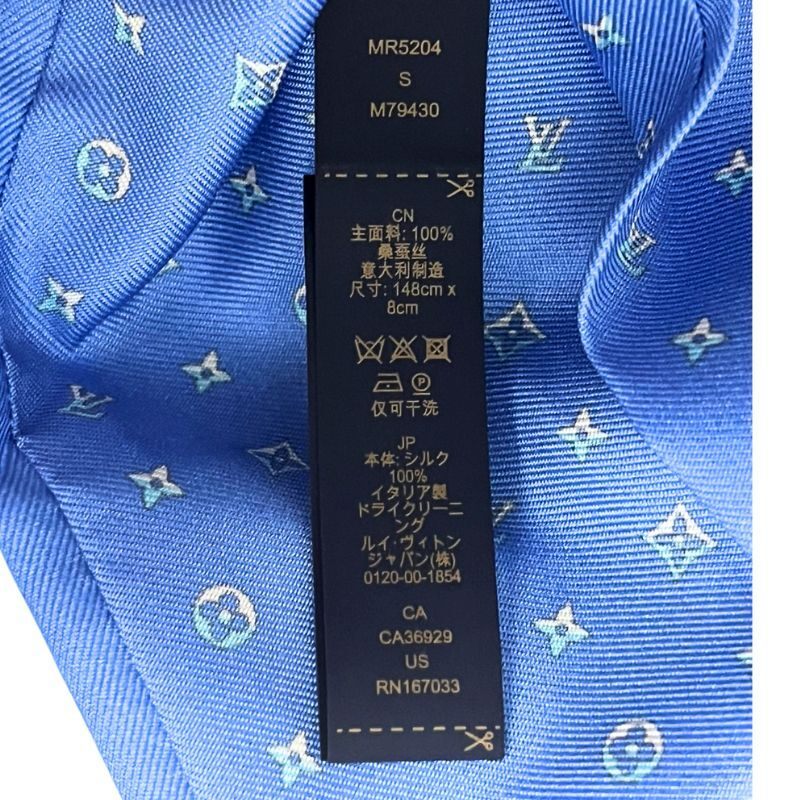 MR5204
S
M79430
CN
主面料: 100%
桑蚕丝
意大利制造
尺寸: 148cm x
8cm
P
仅可干洗
JP
本体: シルク
100%
イタリア製
ドライクリーニ
ング
ルイ・ヴィトン
ジャパン(株)
0120-00-1854
CA
CA36929
US
RN167033